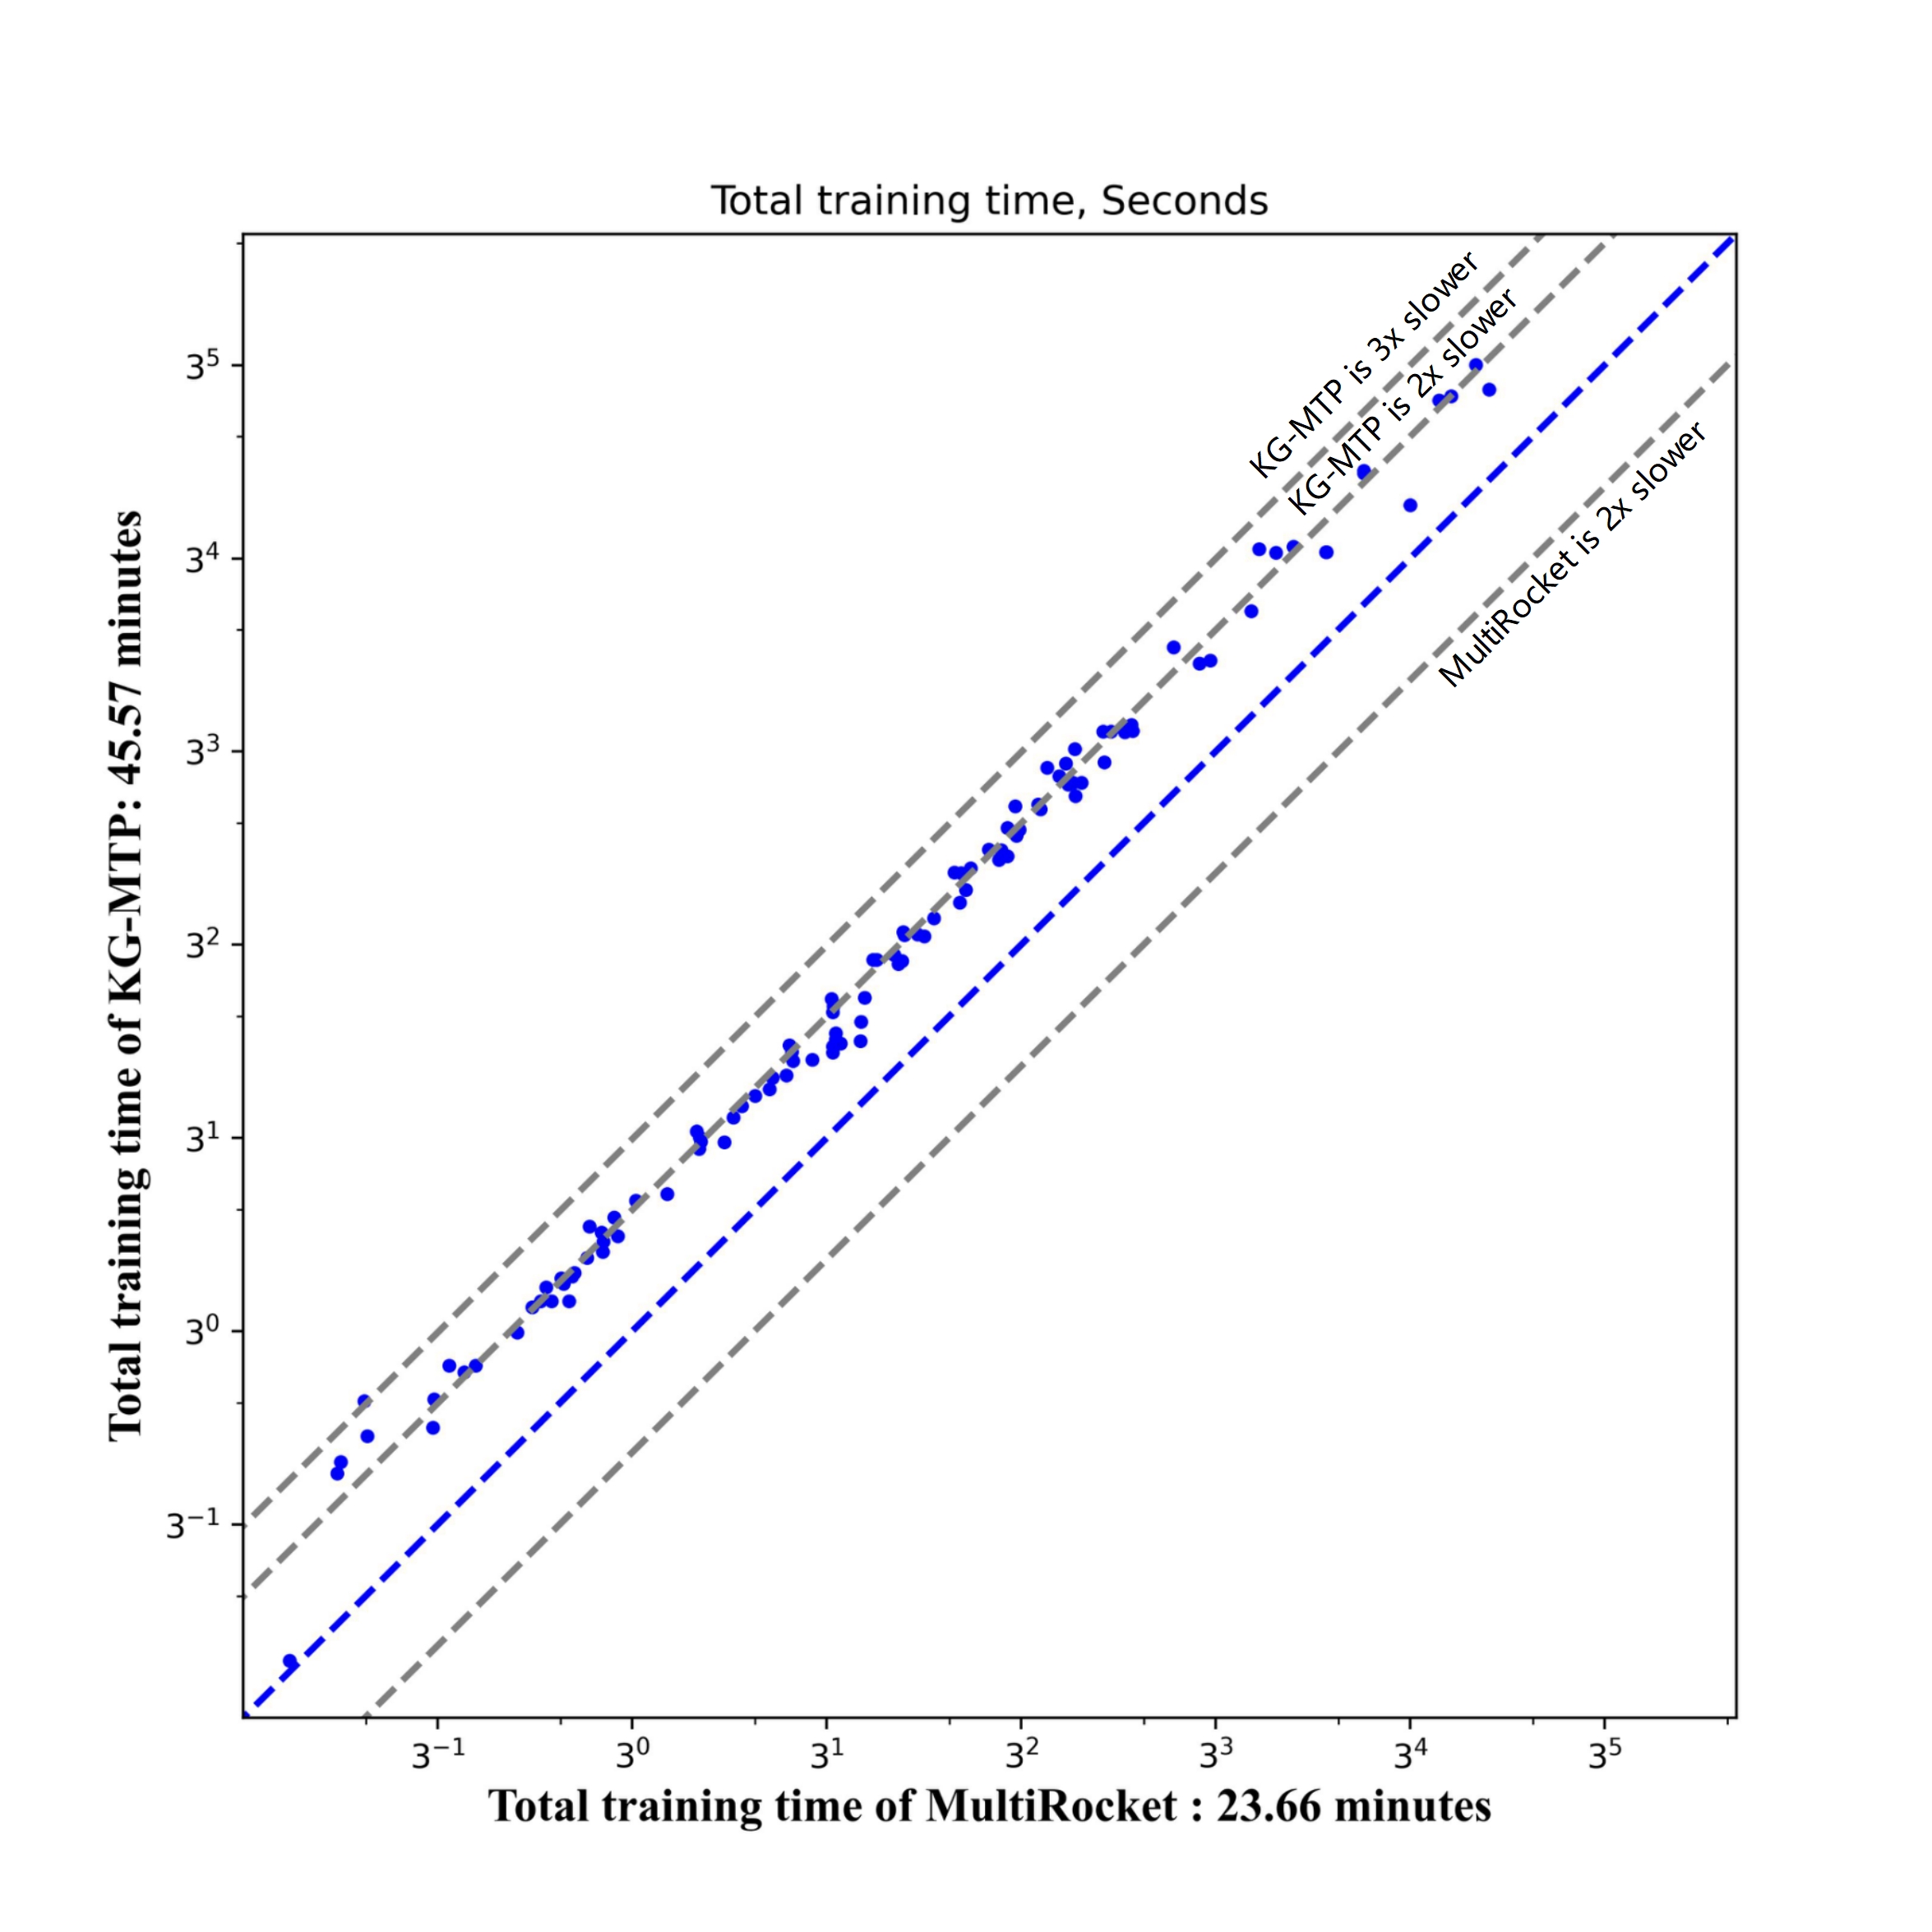 Total training time, Seconds
KG-MTP is 3x slower
KG-MTP is 2x slower
MultiRocket is 2x slower
Total training time of KG-MTP: 45.57 minutes
3⁵
3⁴
3³
3²
3¹
3⁰
3⁻¹
3⁻¹ 3⁰ 3¹ 3² 3³ 3⁴ 3⁵
Total training time of MultiRocket : 23.66 minutes